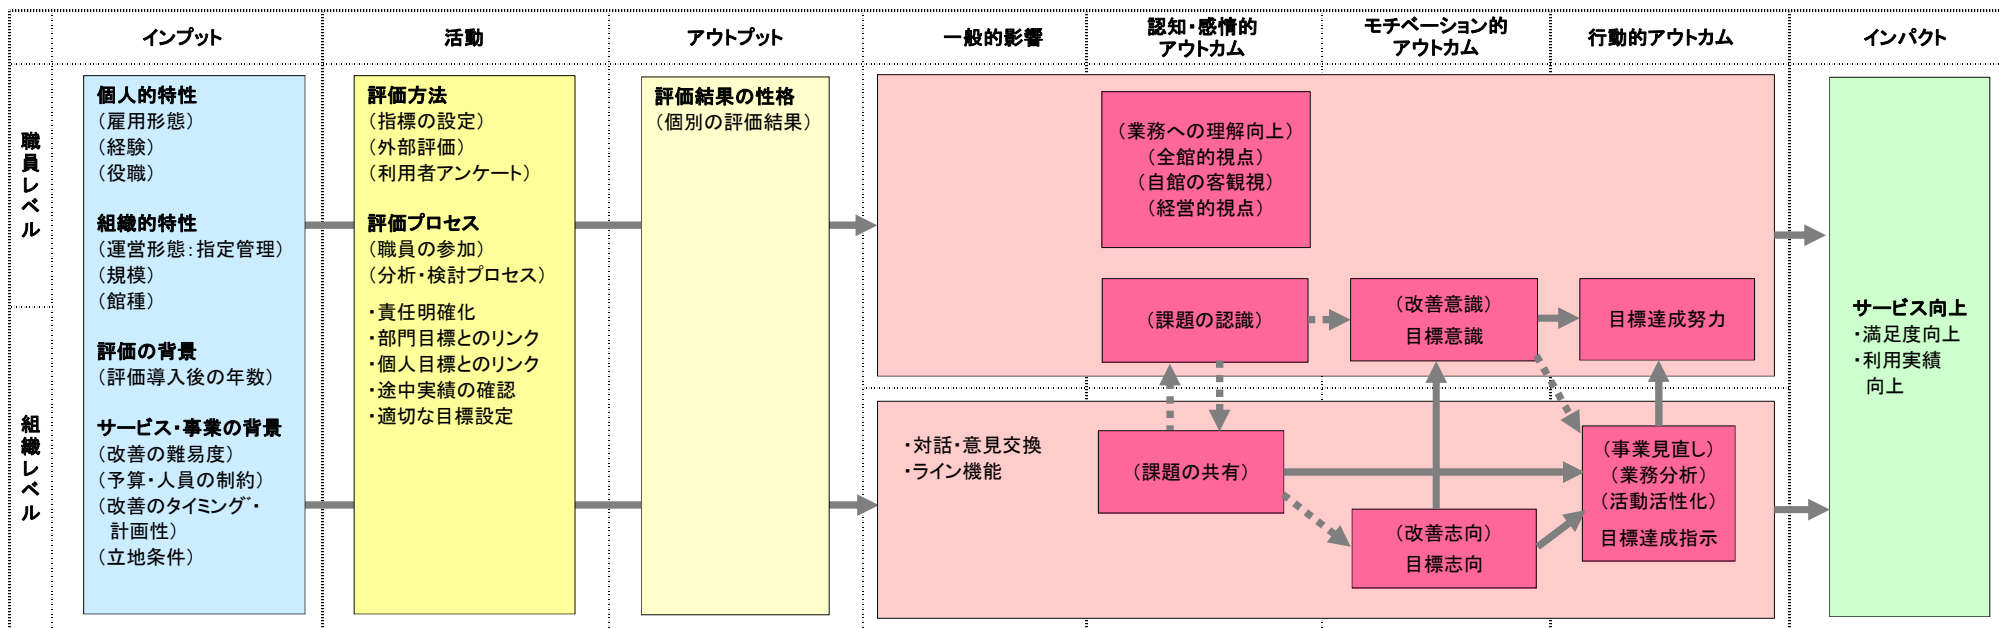 インプット
活動
アウトプット
一般的影響
認知・感情的
アウトカム
モチベーション的
アウトカム
行動的アウトカム
インパクト
職員レベル
組織レベル
個人的特性
（雇用形態）
（経験）
（役職）
組織的特性
（運営形態：指定管理）
（規模）
（館種）
評価の背景
（評価導入後の年数）
サービス・事業の背景
（改善の難易度）
（予算・人員の制約）
（改善のタイミング・
計画性）
（立地条件）
評価方法
（指標の設定）
（外部評価）
（利用者アンケート）
評価プロセス
（職員の参加）
（分析・検討プロセス）
・責任明確化
・部門目標とのリンク
・個人目標とのリンク
・途中実績の確認
・適切な目標設定
評価結果の性格
（個別の評価結果）
（業務への理解向上）
（全館的視点）
（自館の客観視）
（経営的視点）
（課題の認識）
（改善意識）
目標意識
目標達成努力
・対話・意見交換
・ライン機能
（課題の共有）
（改善志向）
目標志向
（事業見直し）
（業務分析）
（活動活性化）
目標達成指示
サービス向上
・満足度向上
・利用実績
向上